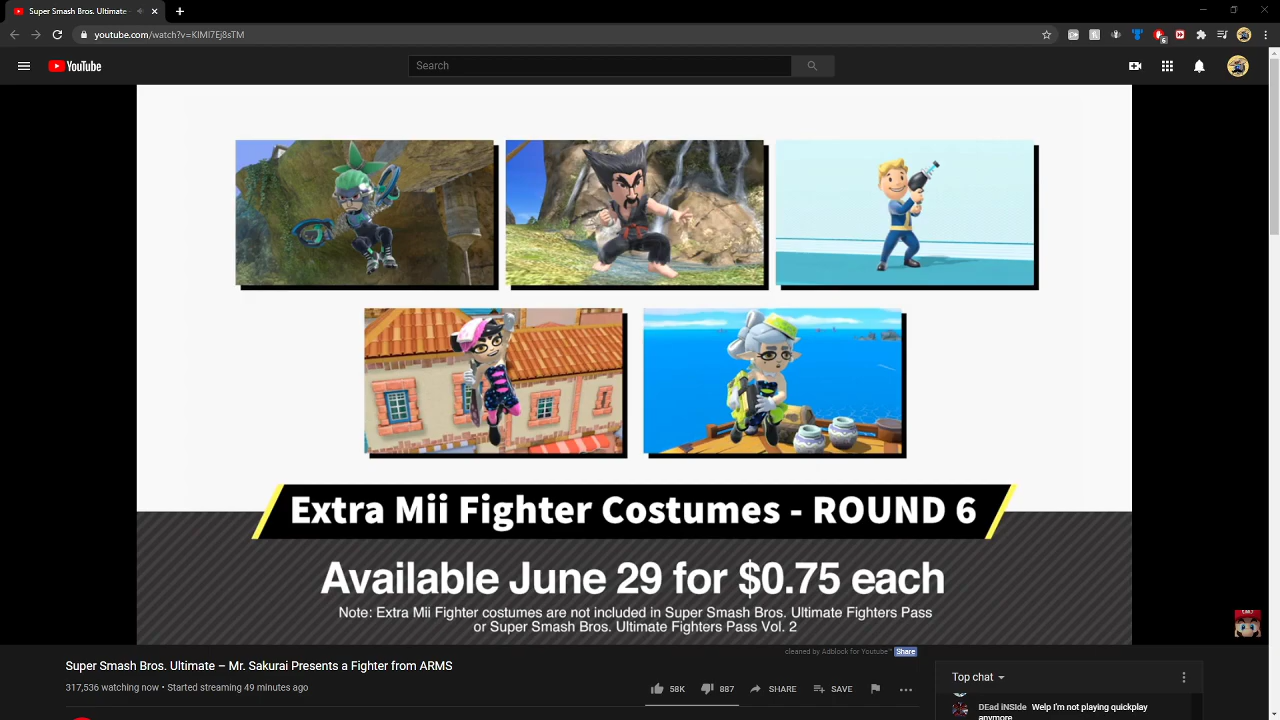 Super Smash Bros. Ultimate
youtube.com/watch?v=KIMI7Ej8sTM
6
YouTube
Search
Extra Mii Fighter Costumes - ROUND 6
Available June 29 for $0.75 each
Note: Extra Mii Fighter costumes are not included in Super Smash Bros. Ultimate Fighters Pass
or Super Smash Bros. Ultimate Fighters Pass Vol. 2
cleaned by Adblock for Youtube™
Share
Super Smash Bros. Ultimate – Mr. Sakurai Presents a Fighter from ARMS
317,536 watching now • Started streaming 49 minutes ago
58K
887
SHARE
SAVE
Top chat
DEad iNSIde Welp I'm not playing quickplay
anymore